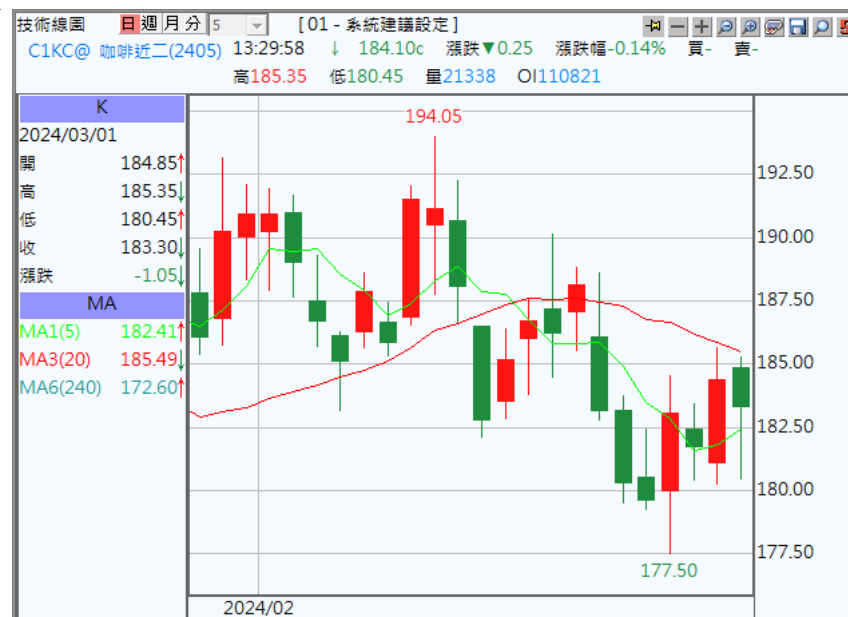 技術線圖 日 週 月 分 5 [ 01 - 系統建議設定 ]
C1KC@ 咖啡近二(2405) 13:29:58 ↓ 184.10c 漲跌▼0.25 漲跌幅-0.14% 買- 賣-
高185.35 低180.45 量21338 OI110821
K
2024/03/01
開 184.85↑
高 185.35↓
低 180.45↑
收 183.30↓
漲跌 -1.05↓
MA
MA1(5) 182.41↑
MA3(20) 185.49↓
MA6(240) 172.60↑
194.05
192.50
190.00
187.50
185.00
182.50
180.00
177.50
177.50
2024/02